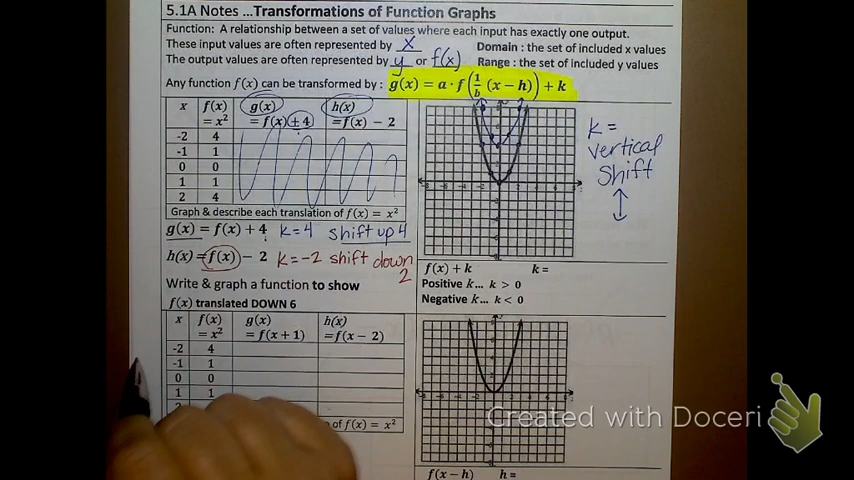 5.1A Notes ...Transformations of Function Graphs
Function: A relationship between a set of values where each input has exactly one output.
These input values are often represented by x
Domain : the set of included x values
The output values are often represented by y or f(x)
Range : the set of included y values
Any function f(x) can be transformed by : g(x) = a · f(1/b (x − h)) + k
x f(x) = x² g(x) = f(x) + 4 h(x) = f(x) − 2
-2 4
-1 1
0 0
1 1
2 4
k = vertical shift
Graph & describe each translation of f(x) = x²
g(x) = f(x) + 4 k=4 shift up 4
h(x) = f(x) − 2 k=-2 shift down 2
f(x) + k k =
Positive k... k > 0
Negative k... k < 0
Write & graph a function to show
f(x) translated DOWN 6
x f(x) = x² g(x) = f(x + 1) h(x) = f(x − 2)
-2 4
-1 1
0 0
1 1
of f(x) = x²
f(x − h) h =
Created with Doceri